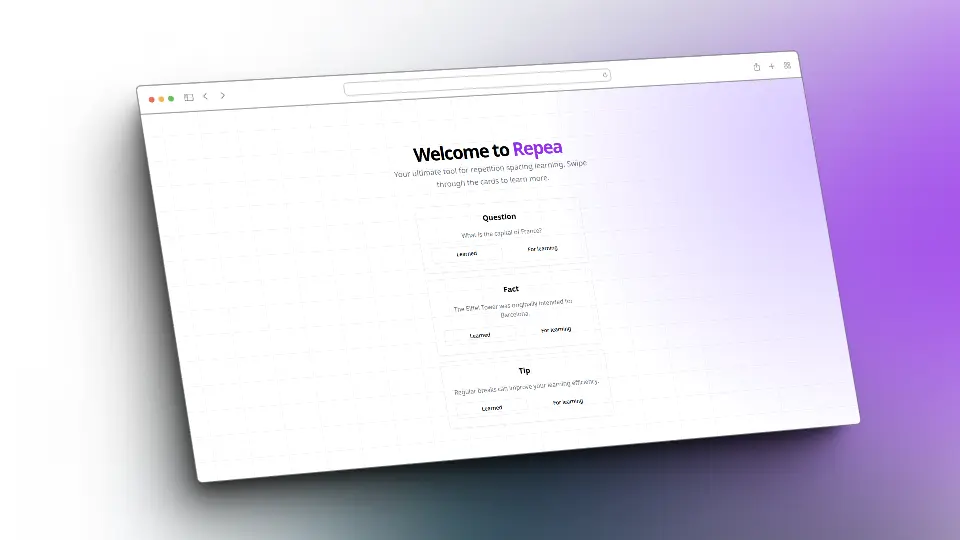 Welcome to Repea
Your ultimate tool for repetition spacing learning. Swipe
through the cards to learn more.
Question
What is the capital of France?
Learned
For learning
Fact
The Eiffel Tower was originally intended for
Barcelona.
Learned
For learning
Tip
Regular breaks can improve your learning efficiency.
Learned
For learning